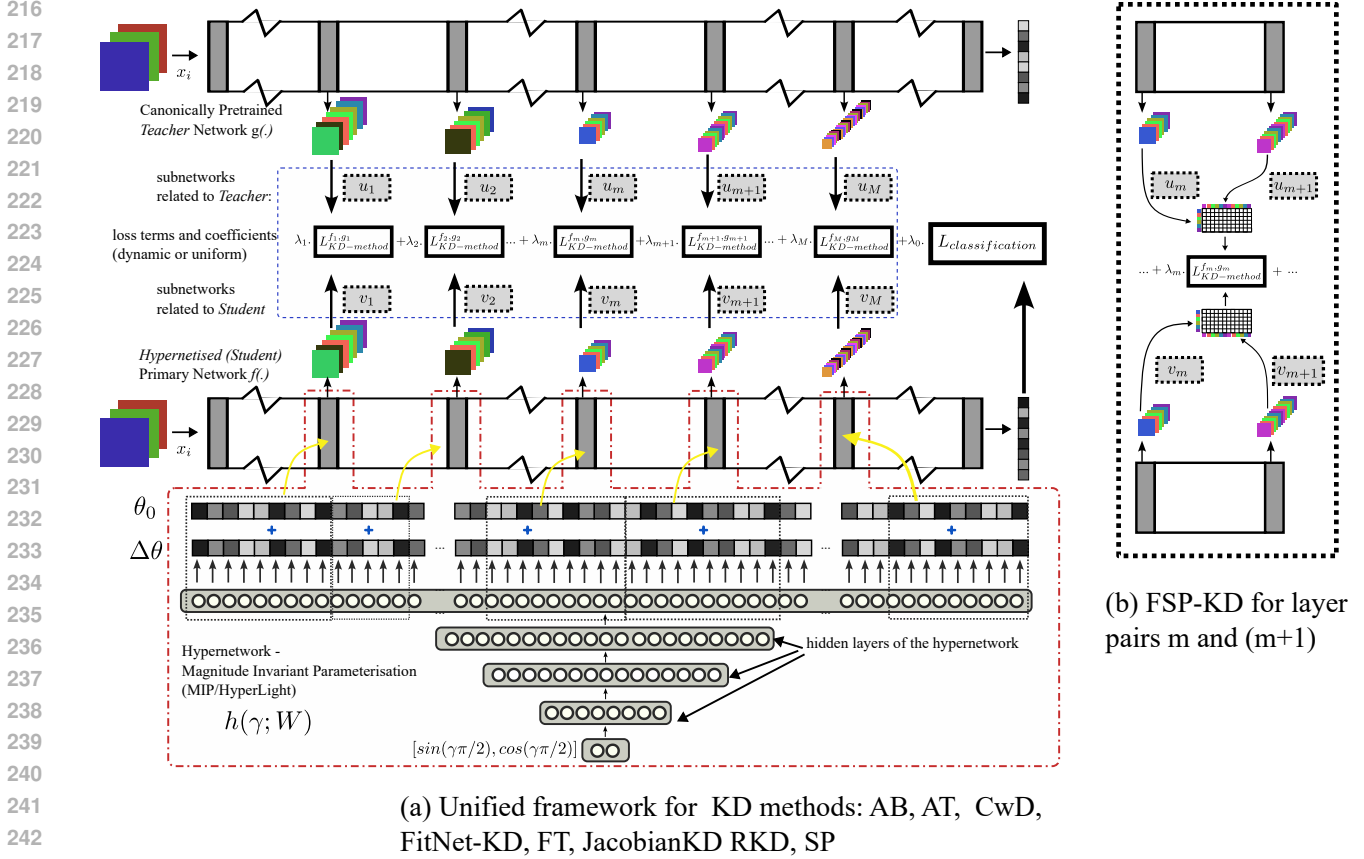 216
217
218
219
220
221
222
223
224
225
226
227
228
229
230
231
232
233
234
235
236
237
238
239
240
241
242
x_i
Canonically Pretrained
Teacher Network g(.)
subnetworks
related to Teacher:
u_1
u_2
u_m
u_{m+1}
u_M
loss terms and coefficients
(dynamic or uniform)
λ_1. L^{f_1,g_1}_{KD−method} +λ_2. L^{f_2,g_2}_{KD−method} ... + λ_m. L^{f_m,g_m}_{KD−method} +λ_{m+1}. L^{f_{m+1},g_{m+1}}_{KD−method} ... + λ_M. L^{f_M,g_M}_{KD−method} +λ_0. L_{classification}
subnetworks
related to Student
v_1
v_2
v_m
v_{m+1}
v_M
Hypernetised (Student)
Primary Network f(.)
x_i
θ_0
+ + + + +
Δθ
... ...
... ...
Hypernetwork -
Magnitude Invariant Parameterisation
(MIP/HyperLight)
h(γ; W)
hidden layers of the hypernetwork
[sin(γπ/2), cos(γπ/2)]
(a) Unified framework for KD methods: AB, AT, CwD,
FitNet-KD, FT, JacobianKD RKD, SP
u_m
u_{m+1}
... + λ_m. L^{f_m,g_m}_{KD−method} + ...
v_m
v_{m+1}
(b) FSP-KD for layer
pairs m and (m+1)